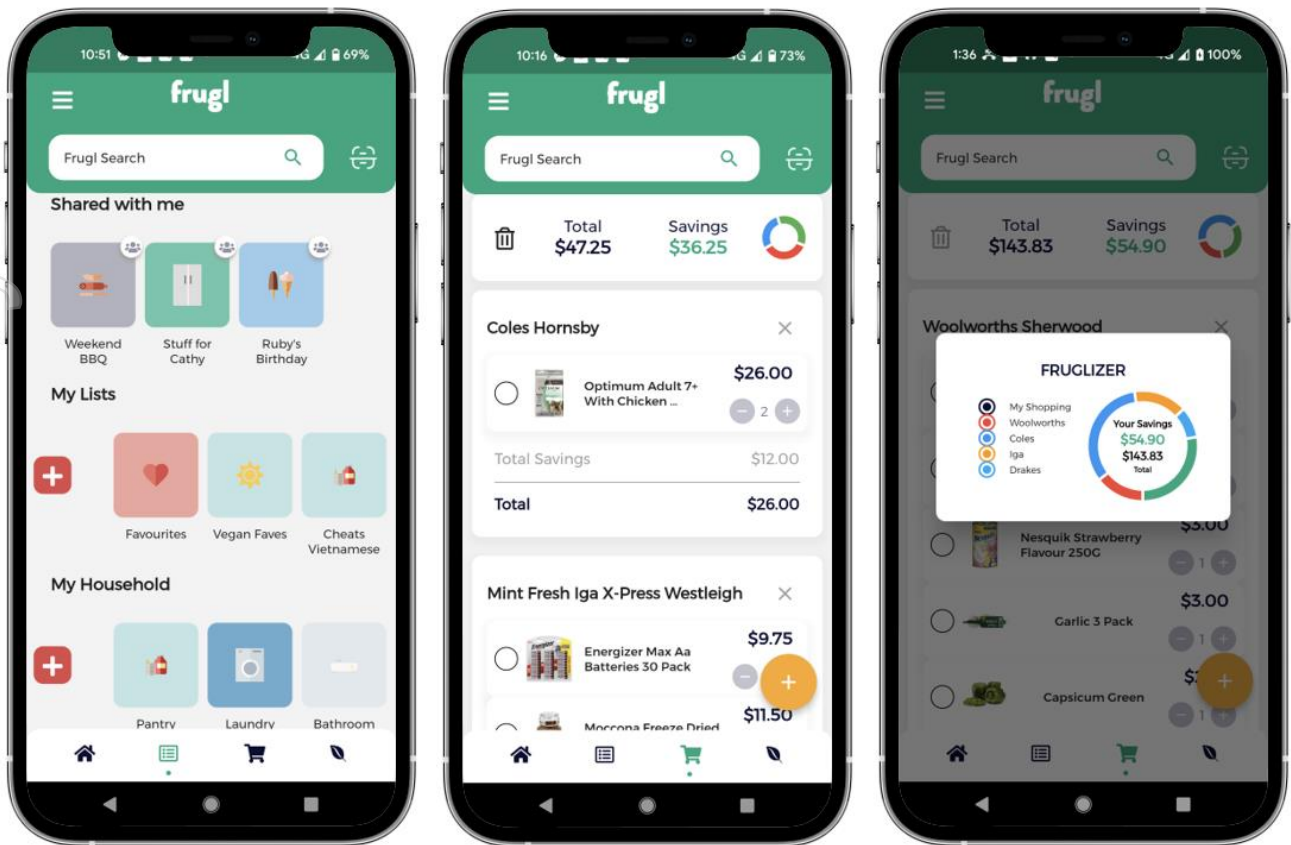 10:51
4G 69%
frugl
Frugl Search
Shared with me
Weekend BBQ
Stuff for Cathy
Ruby's Birthday
My Lists
Favourites
Vegan Faves
Cheats Vietnamese
My Household
Pantry
Laundry
Bathroom
10:16
4G 73%
frugl
Frugl Search
Total
$47.25
Savings
$36.25
Coles Hornsby
Optimum Adult 7+
With Chicken ...
$26.00
2
Total Savings $12.00
Total $26.00
Mint Fresh Iga X-Press Westleigh
Energizer Max Aa
Batteries 30 Pack
$9.75
Moccona Freeze Dried
$11.50
1:36
4G 100%
frugl
Frugl Search
Total
$143.83
Savings
$54.90
Woolworths Sherwood
FRUGLIZER
My Shopping
Woolworths
Coles
Iga
Drakes
Your Savings
$54.90
$143.83
Total
Nesquik Strawberry
Flavour 250G
$3.00
1
Garlic 3 Pack
$3.00
1
Capsicum Green
1